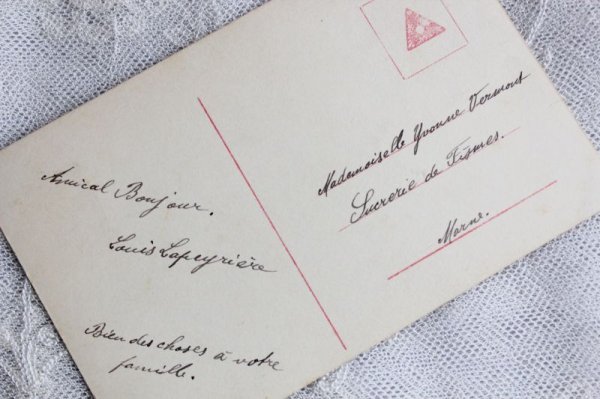 Amical Bonjour.
Louis Lapeyrière
Bien des choses à votre
famille.
Mademoiselle Yvonne Vermont
Sucrerie de Fismes.
Marne.